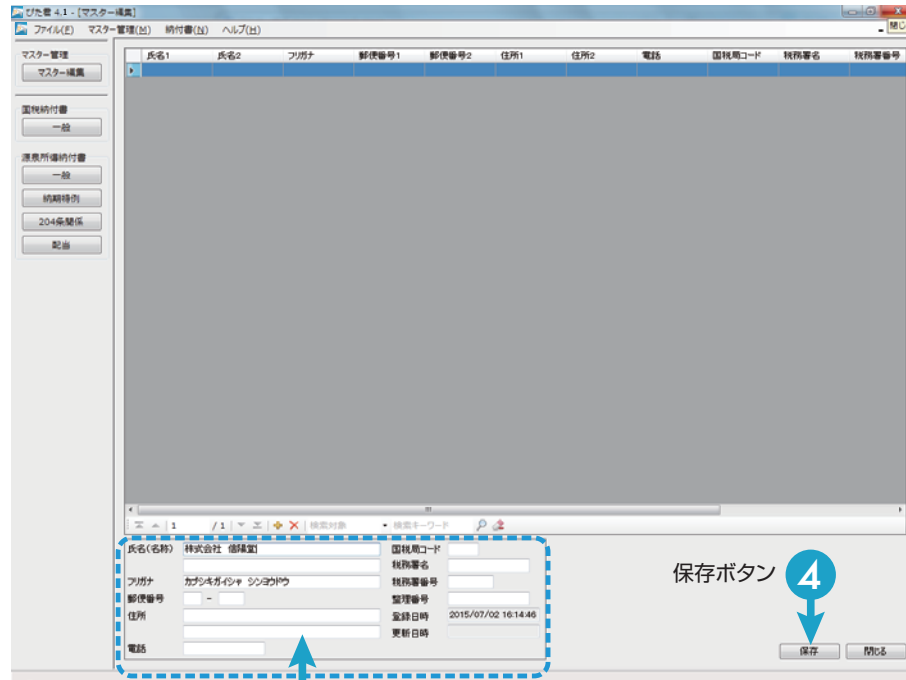 ぴた君 4.1 - [マスター編集]
ファイル(F) マスター管理(M) 納付書(N) ヘルプ(H)
閉じ
マスター管理
マスター編集
国税納付書
一般
源泉所得納付書
一般
納期特例
204条関係
配当
氏名1 氏名2 フリガナ 郵便番号1 郵便番号2 住所1 住所2 電話 国税局コード 税務署名 税務署番号
1 / 1 検索対象 検索キーワード
氏名(名称) 株式会社 信陽堂 国税局コード
税務署名
フリガナ カブシキガイシャ シンヨウドウ 税務署番号
郵便番号 - 整理番号
住所 登録日時 2015/07/02 16:14:46
更新日時
電話
保存ボタン 4
保存 閉じる